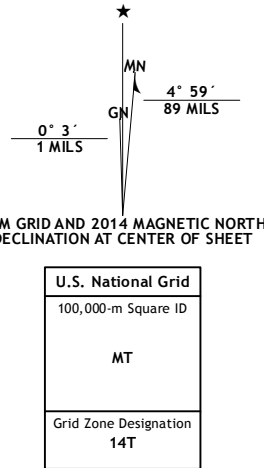 ★
MN
GN
4° 59´
89 MILS
0° 3´
1 MILS
M GRID AND 2014 MAGNETIC NORTH
DECLINATION AT CENTER OF SHEET
U.S. National Grid
100,000-m Square ID
MT
Grid Zone Designation
14T